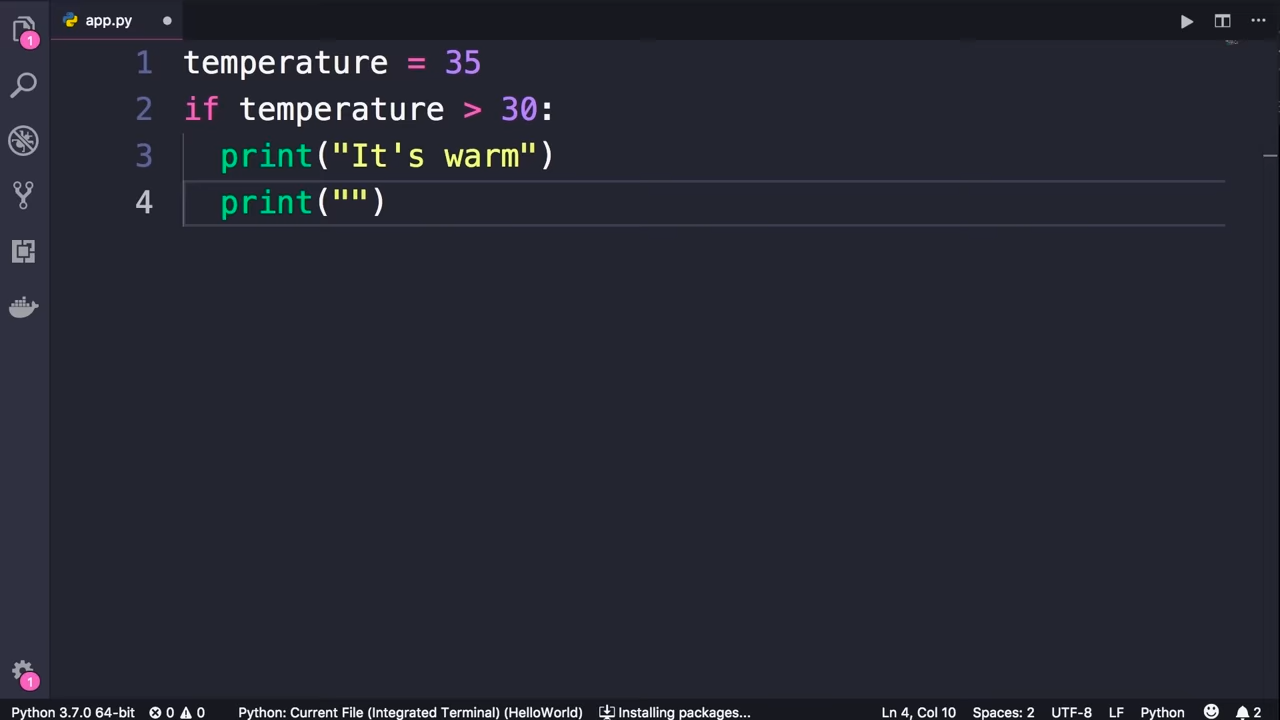 app.py
1 temperature = 35
2 if temperature > 30:
3 print("It's warm")
4 print("")
1
1
Python 3.7.0 64-bit 0 0 Python: Current File (Integrated Terminal) (HelloWorld) Installing packages... Ln 4, Col 10 Spaces: 2 UTF-8 LF Python 2